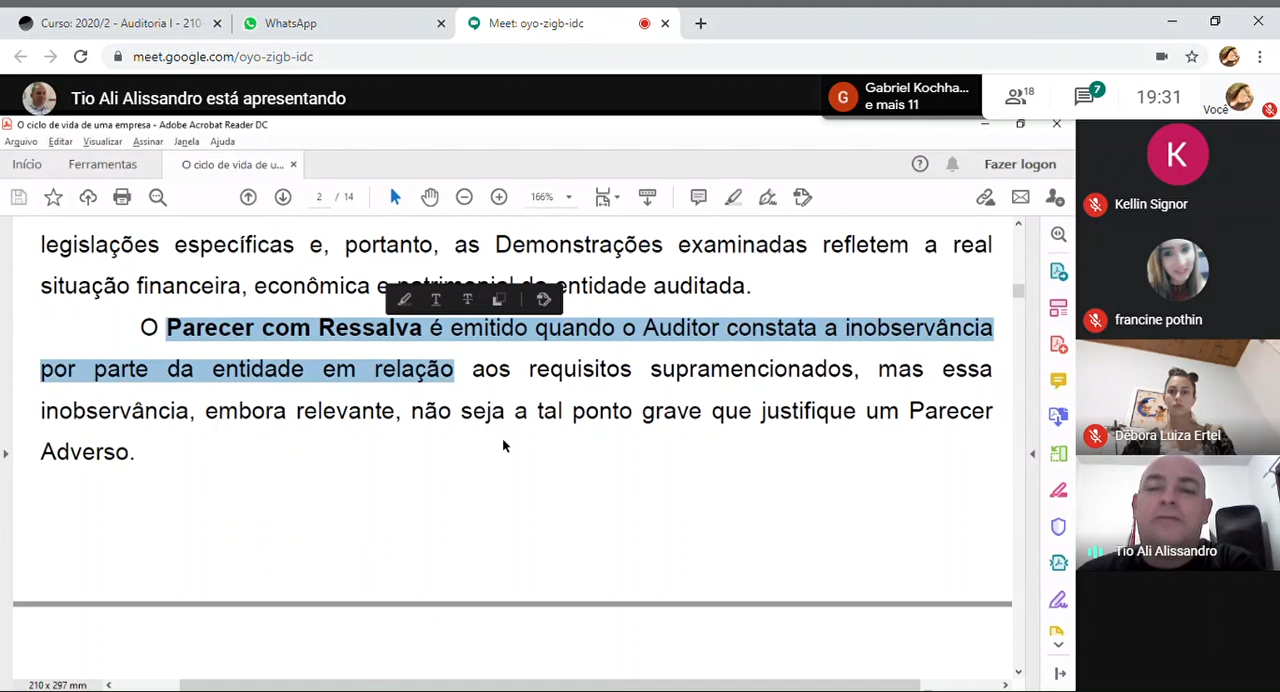 Curso: 2020/2 - Auditoria I - 210
WhatsApp
Meet: oyo-zigb-idc
meet.google.com/oyo-zigb-idc
Tio Ali Alissandro está apresentando
G
Gabriel Kochha...
e mais 11
18
7
19:31
Você
O ciclo de vida de uma empresa - Adobe Acrobat Reader DC
Arquivo Editar Visualizar Assinar Janela Ajuda
Início
Ferramentas
O ciclo de vida de u...
Fazer logon
2 / 14
166%
legislações específicas e, portanto, as Demonstrações examinadas refletem a real
situação financeira, econômica e patrimonial da entidade auditada.
O Parecer com Ressalva é emitido quando o Auditor constata a inobservância
por parte da entidade em relação aos requisitos supramencionados, mas essa
inobservância, embora relevante, não seja a tal ponto grave que justifique um Parecer
Adverso.
210 x 297 mm
K
Kellin Signor
francine pothin
Débora Luiza Ertel
Tio Ali Alissandro